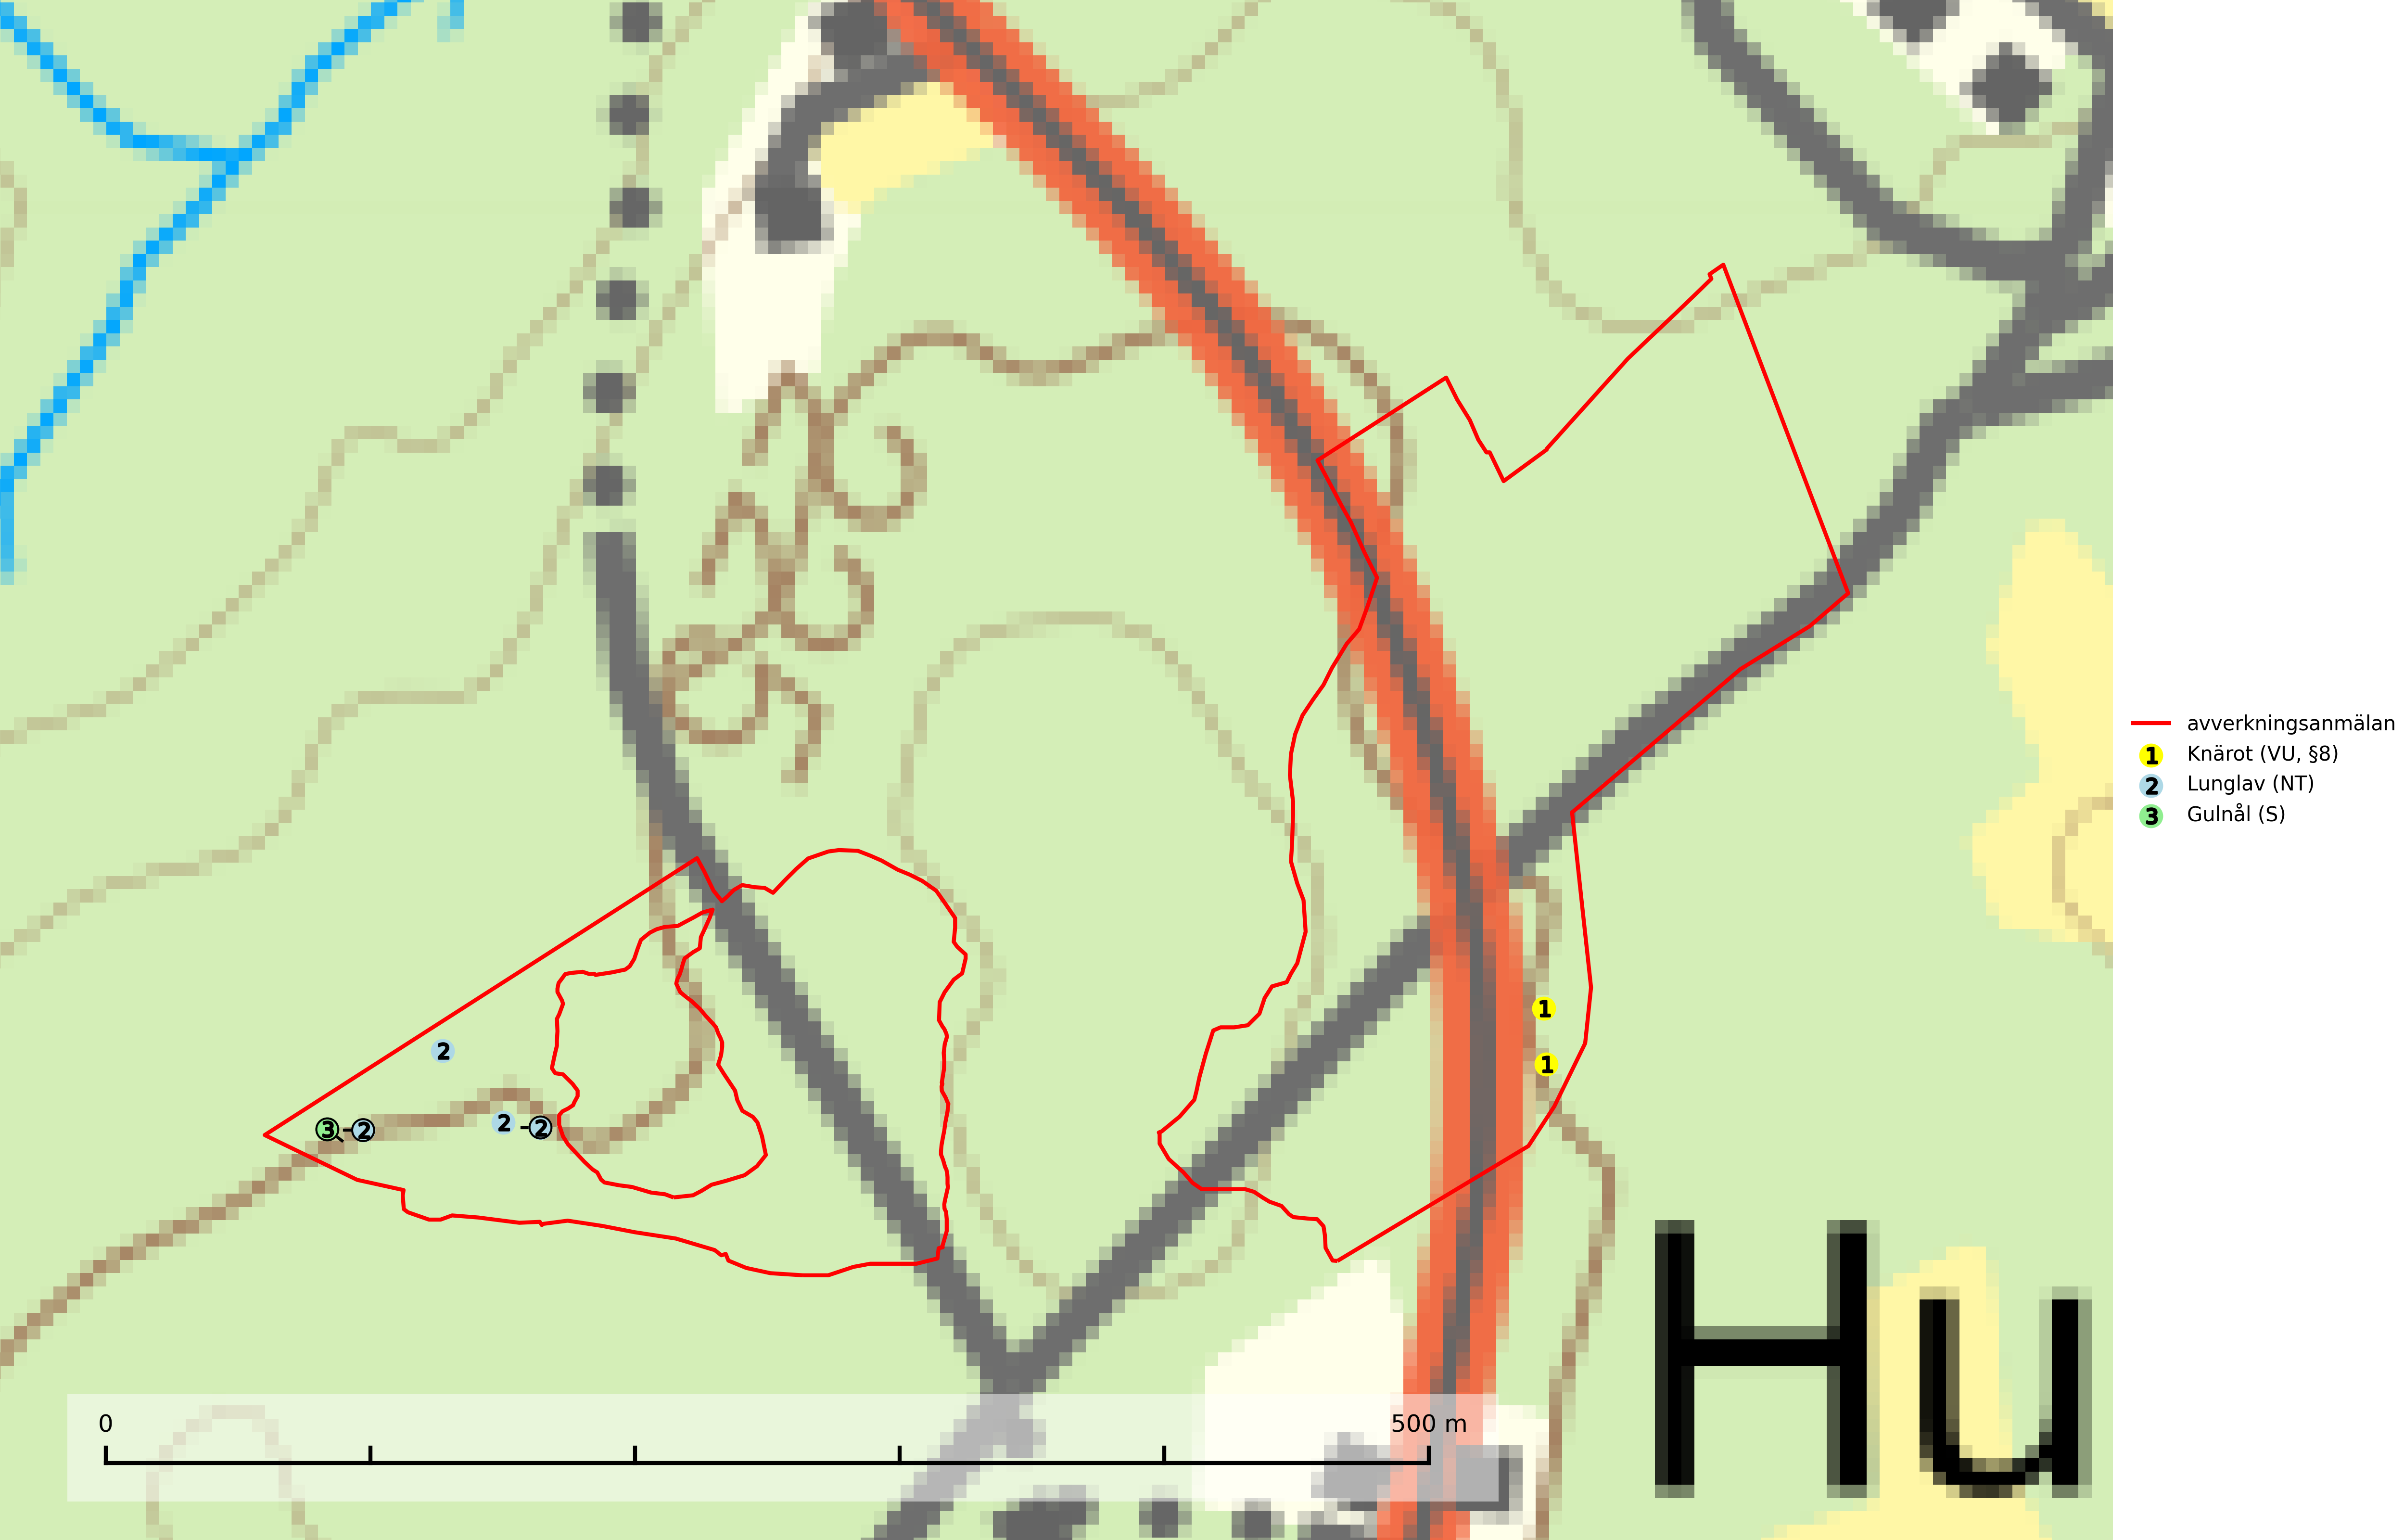 avverkningsanmälan
1 Knärot (VU, §8)
2 Lunglav (NT)
3 Gulnål (S)
1
2
1
3 2 2 2
Hu
0 500 m